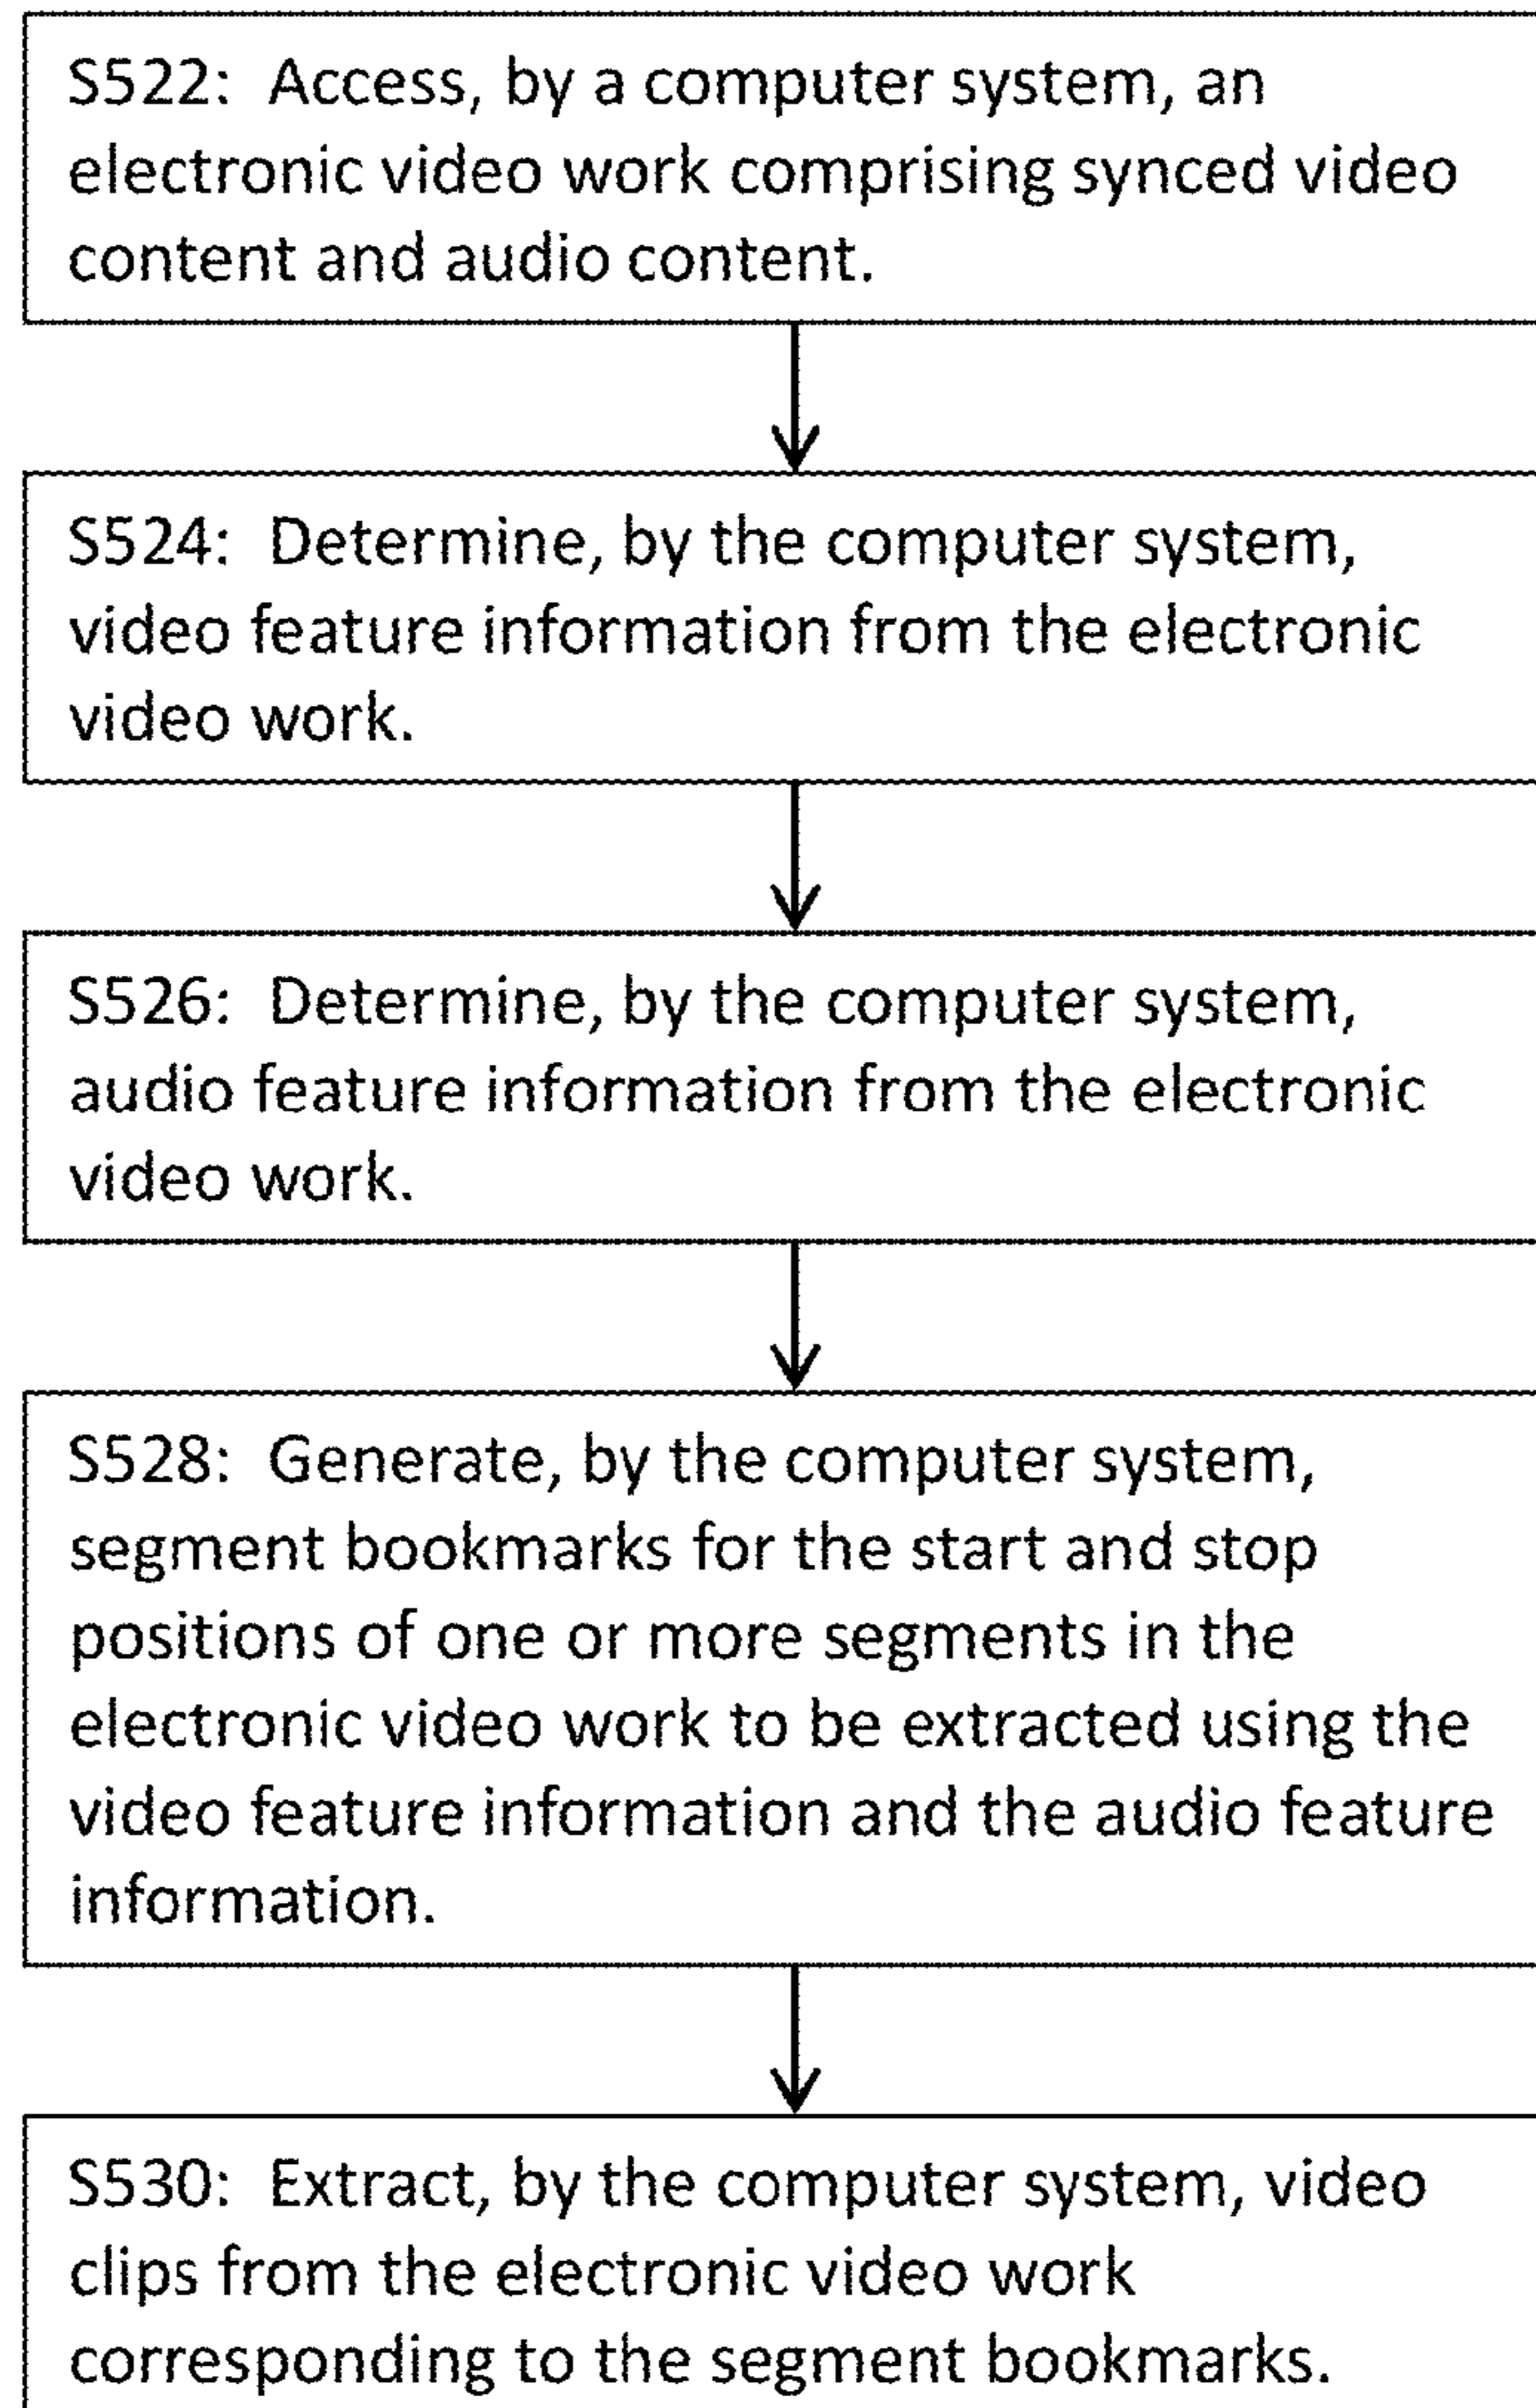 S522:  Access, by a computer system, an
electronic video work comprising synced video
content and audio content.
S524:  Determine, by the computer system,
video feature information from the electronic
video work.
S526:  Determine, by the computer system,
audio feature information from the electronic
video work.
S528:  Generate, by the computer system,
segment bookmarks for the start and stop
positions of one or more segments in the
electronic video work to be extracted using the
video feature information and the audio feature
information.
S530:  Extract, by the computer system, video
clips from the electronic video work
corresponding to the segment bookmarks.